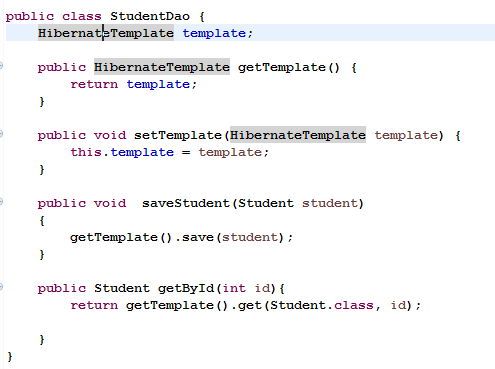 public class StudentDao {
    HibernateTemplate template;
    public HibernateTemplate getTemplate() {
        return template;
    }
    public void setTemplate(HibernateTemplate template) {
        this.template = template;
    }
    public void  saveStudent(Student student)
    {
        getTemplate().save(student);
    }
    public Student getById(int id){
        return getTemplate().get(Student.class, id);
    }
}